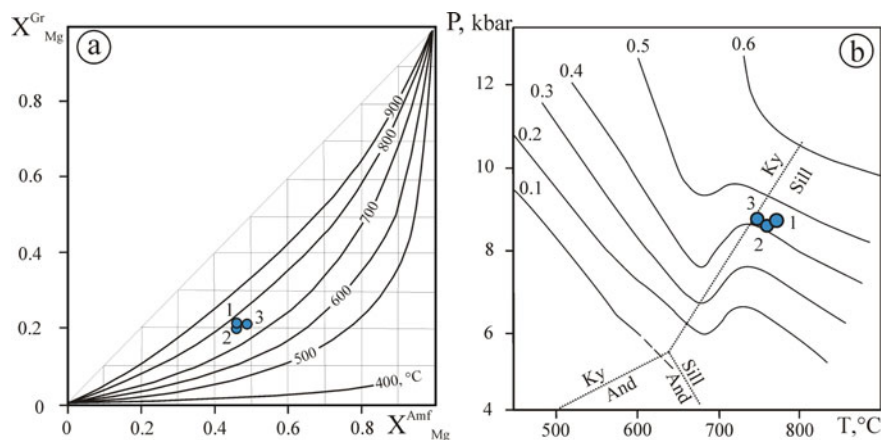 X^Gr_Mg
a
0.8
0.6
0.4
0.2
0
0
0.2
0.4
0.6
0.8
X^Amf_Mg
900
800
700
600
500
400, °C
1
2
3
P, kbar
b
12
10
8
6
4
500
600
700
800
T,°C
0.1
0.2
0.3
0.4
0.5
0.6
Ky
Sill
3
1
2
Ky
And
Sill
And